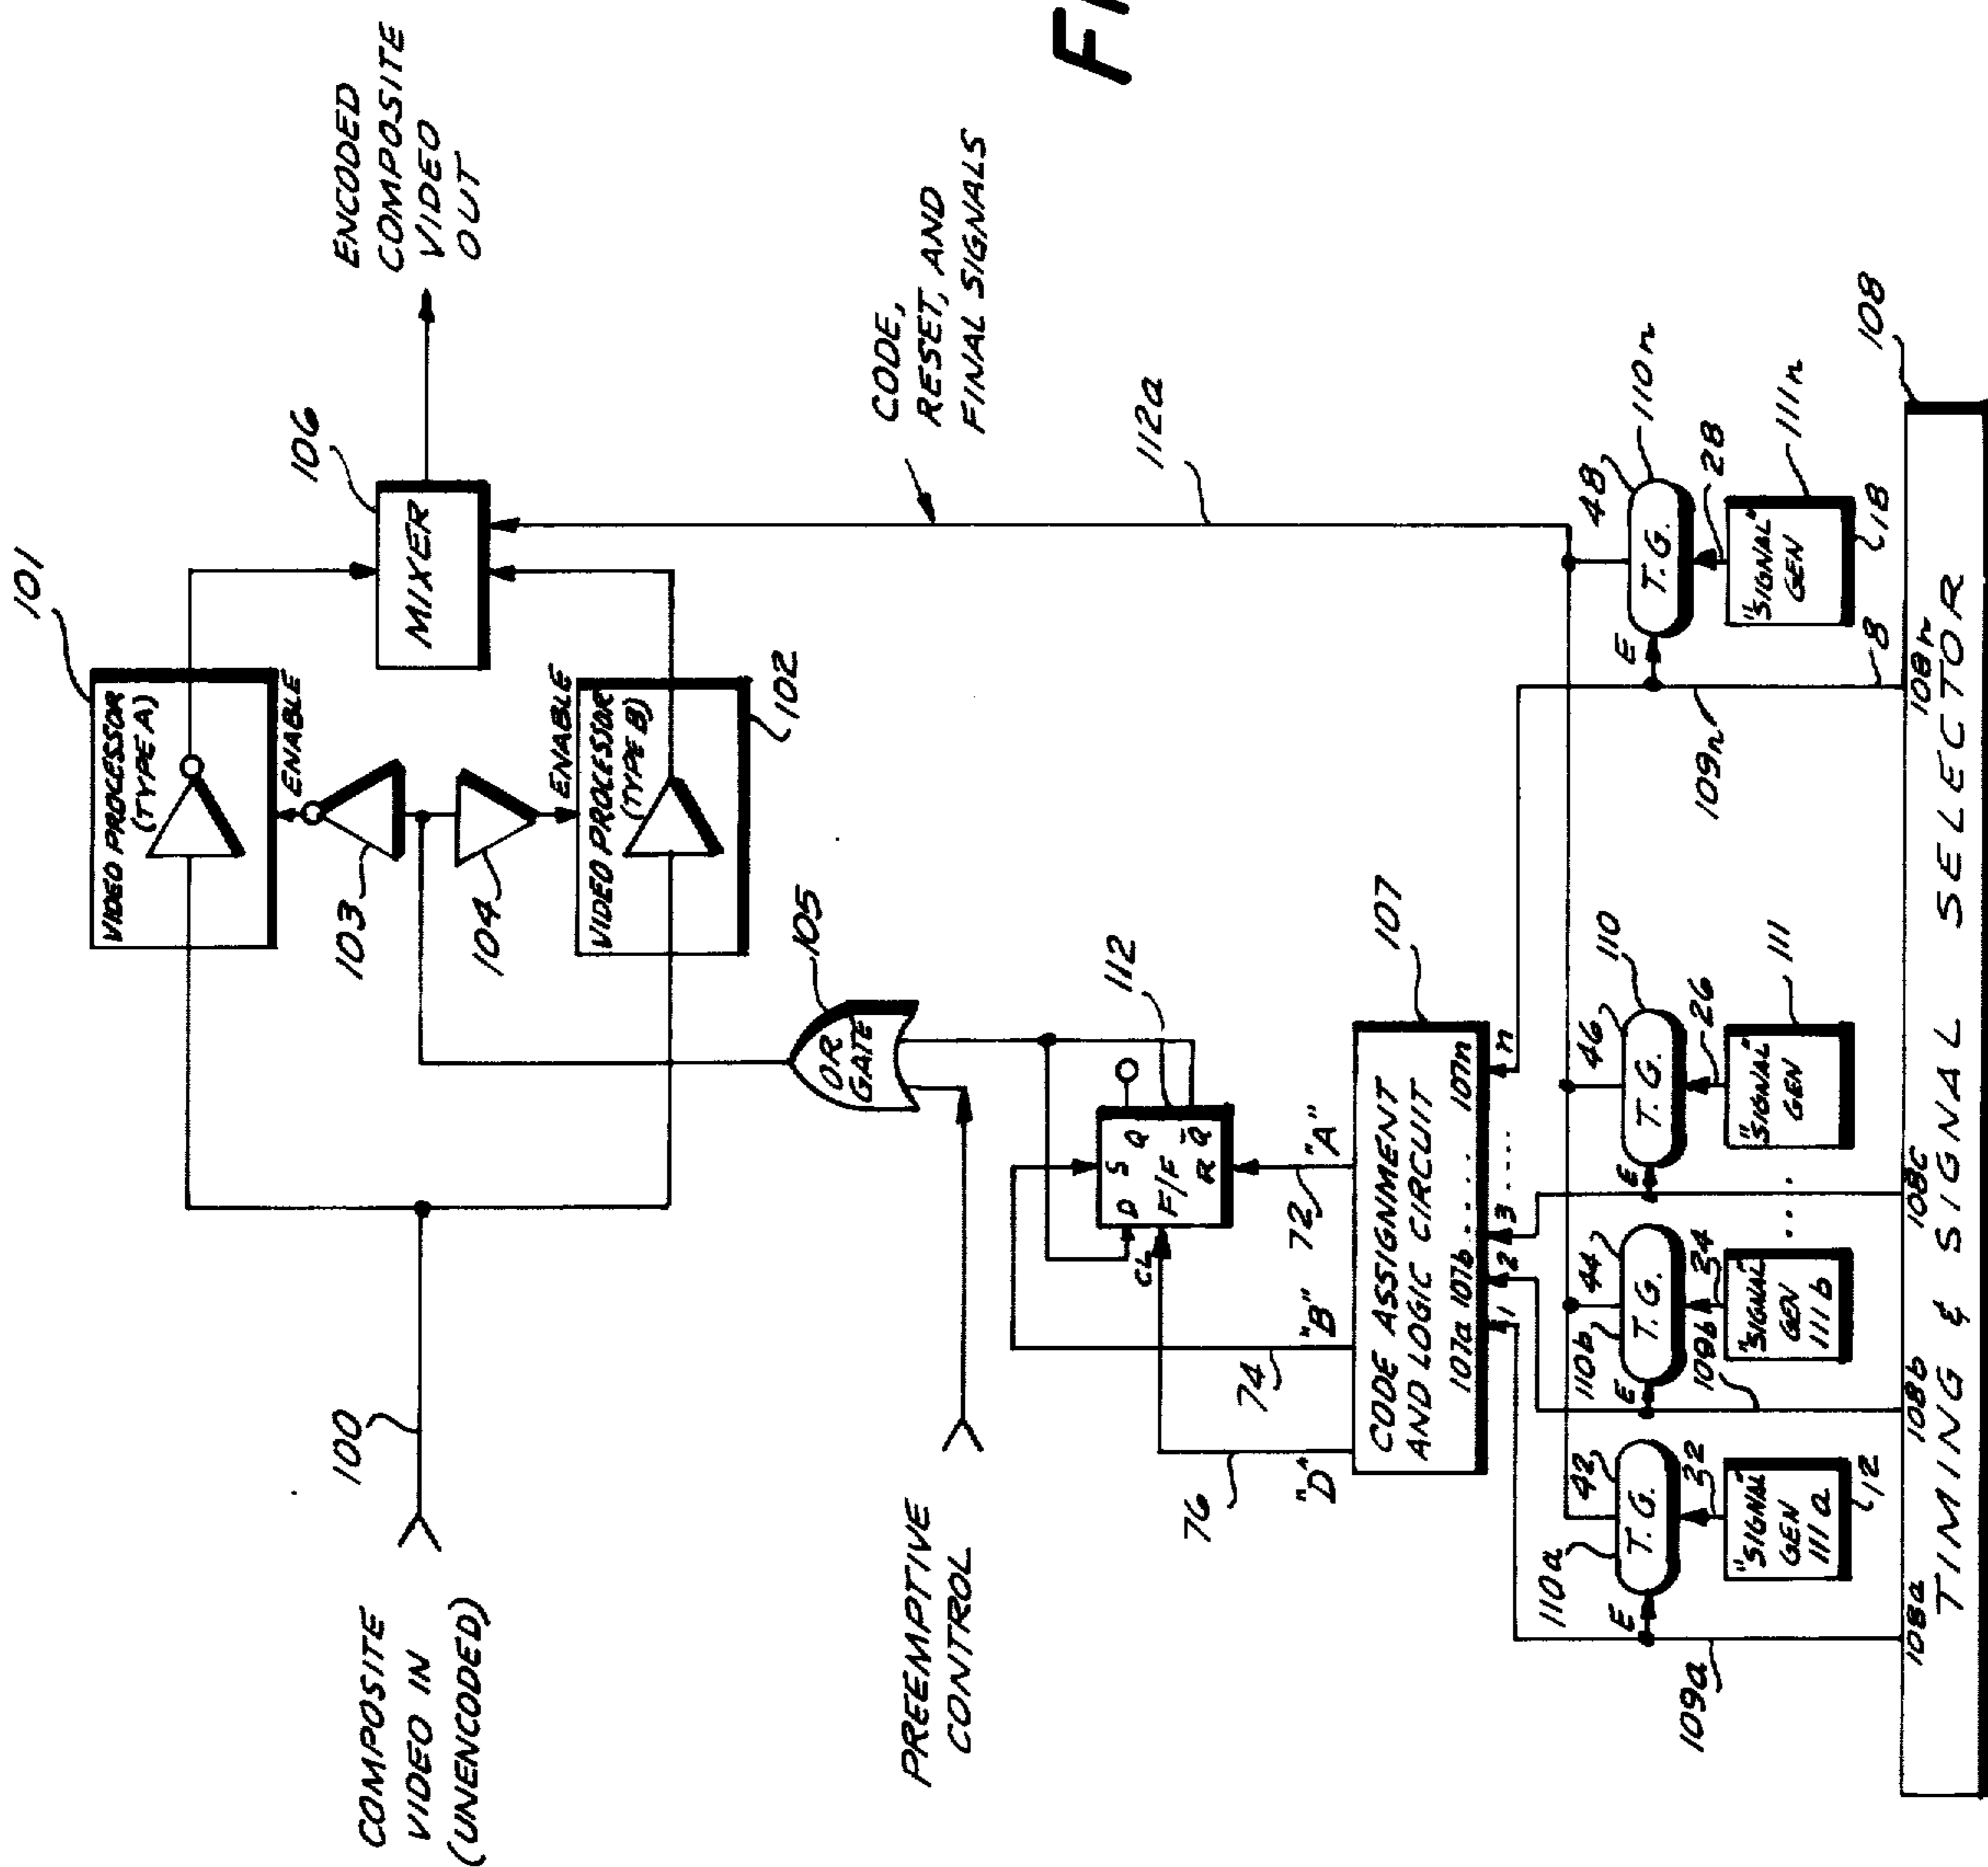 101
VIDEO PROCESSOR
(TYPE A)
ENABLE
103
104
ENABLE
VIDEO PROCESSOR
(TYPE B)
102
106
MIXER
ENCODED
COMPOSITE
VIDEO
OUT
100
COMPOSITE
VIDEO IN
(UNENCODED)
105
OR
GATE
PREEMPTIVE
CONTROL
CODE,
RESET, AND
FINAL SIGNALS
112a
112
D S Q
F/F
CL
R Q̅
76
"D"
74
"B"
72
"A"
107
CODE ASSIGNMENT
AND LOGIC CIRCUIT
107a 107b ..... 107n
1 2 3 .... n
110a
42
T.G.
E
22
"SIGNAL"
GEN
111a
12
109a
110b
44
T.G.
E
109b
24
"SIGNAL"
GEN
111b
...
46
110
T.G.
E
26
"SIGNAL"
GEN
111
48
110n
T.G.
E
28
"SIGNAL"
GEN
111n
18
8
109n
108
108a 108b 108c 108n
TIMING & SIGNAL SELECTOR